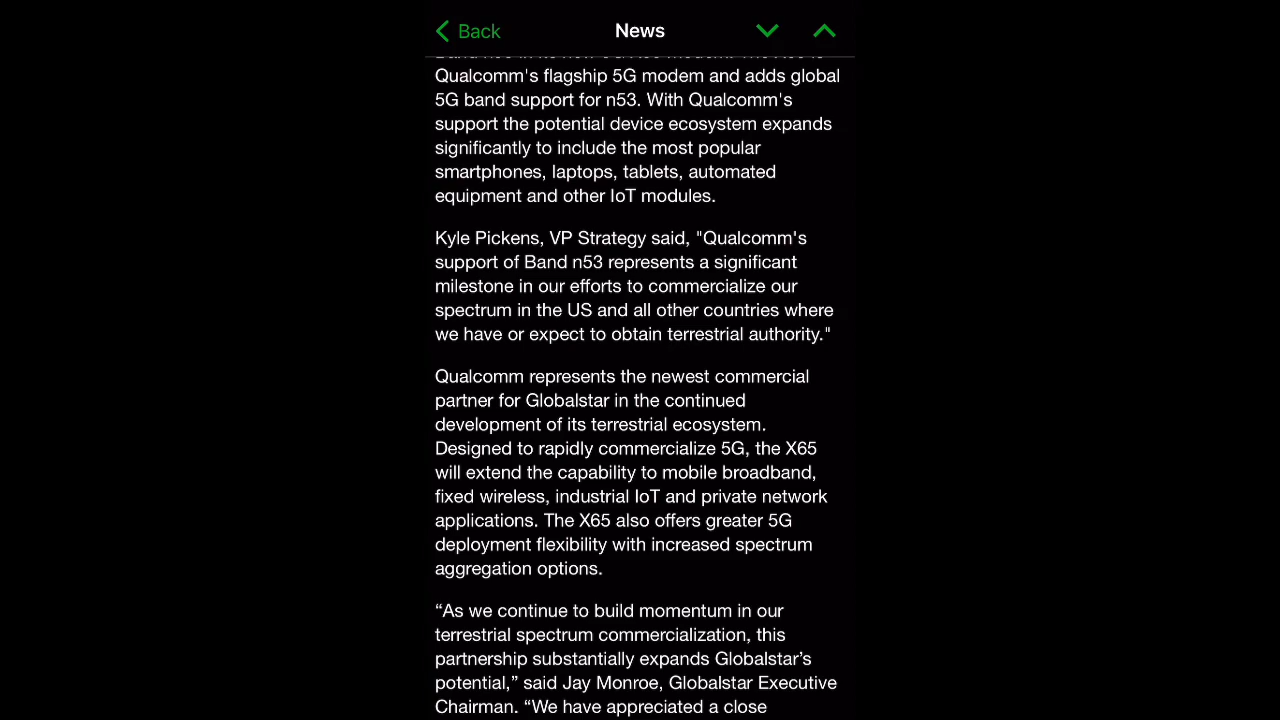 Back
News
Qualcomm's flagship 5G modem and adds global
5G band support for n53. With Qualcomm's
support the potential device ecosystem expands
significantly to include the most popular
smartphones, laptops, tablets, automated
equipment and other IoT modules.
Kyle Pickens, VP Strategy said, "Qualcomm's
support of Band n53 represents a significant
milestone in our efforts to commercialize our
spectrum in the US and all other countries where
we have or expect to obtain terrestrial authority."
Qualcomm represents the newest commercial
partner for Globalstar in the continued
development of its terrestrial ecosystem.
Designed to rapidly commercialize 5G, the X65
will extend the capability to mobile broadband,
fixed wireless, industrial IoT and private network
applications. The X65 also offers greater 5G
deployment flexibility with increased spectrum
aggregation options.
“As we continue to build momentum in our
terrestrial spectrum commercialization, this
partnership substantially expands Globalstar’s
potential,” said Jay Monroe, Globalstar Executive
Chairman. “We have appreciated a close